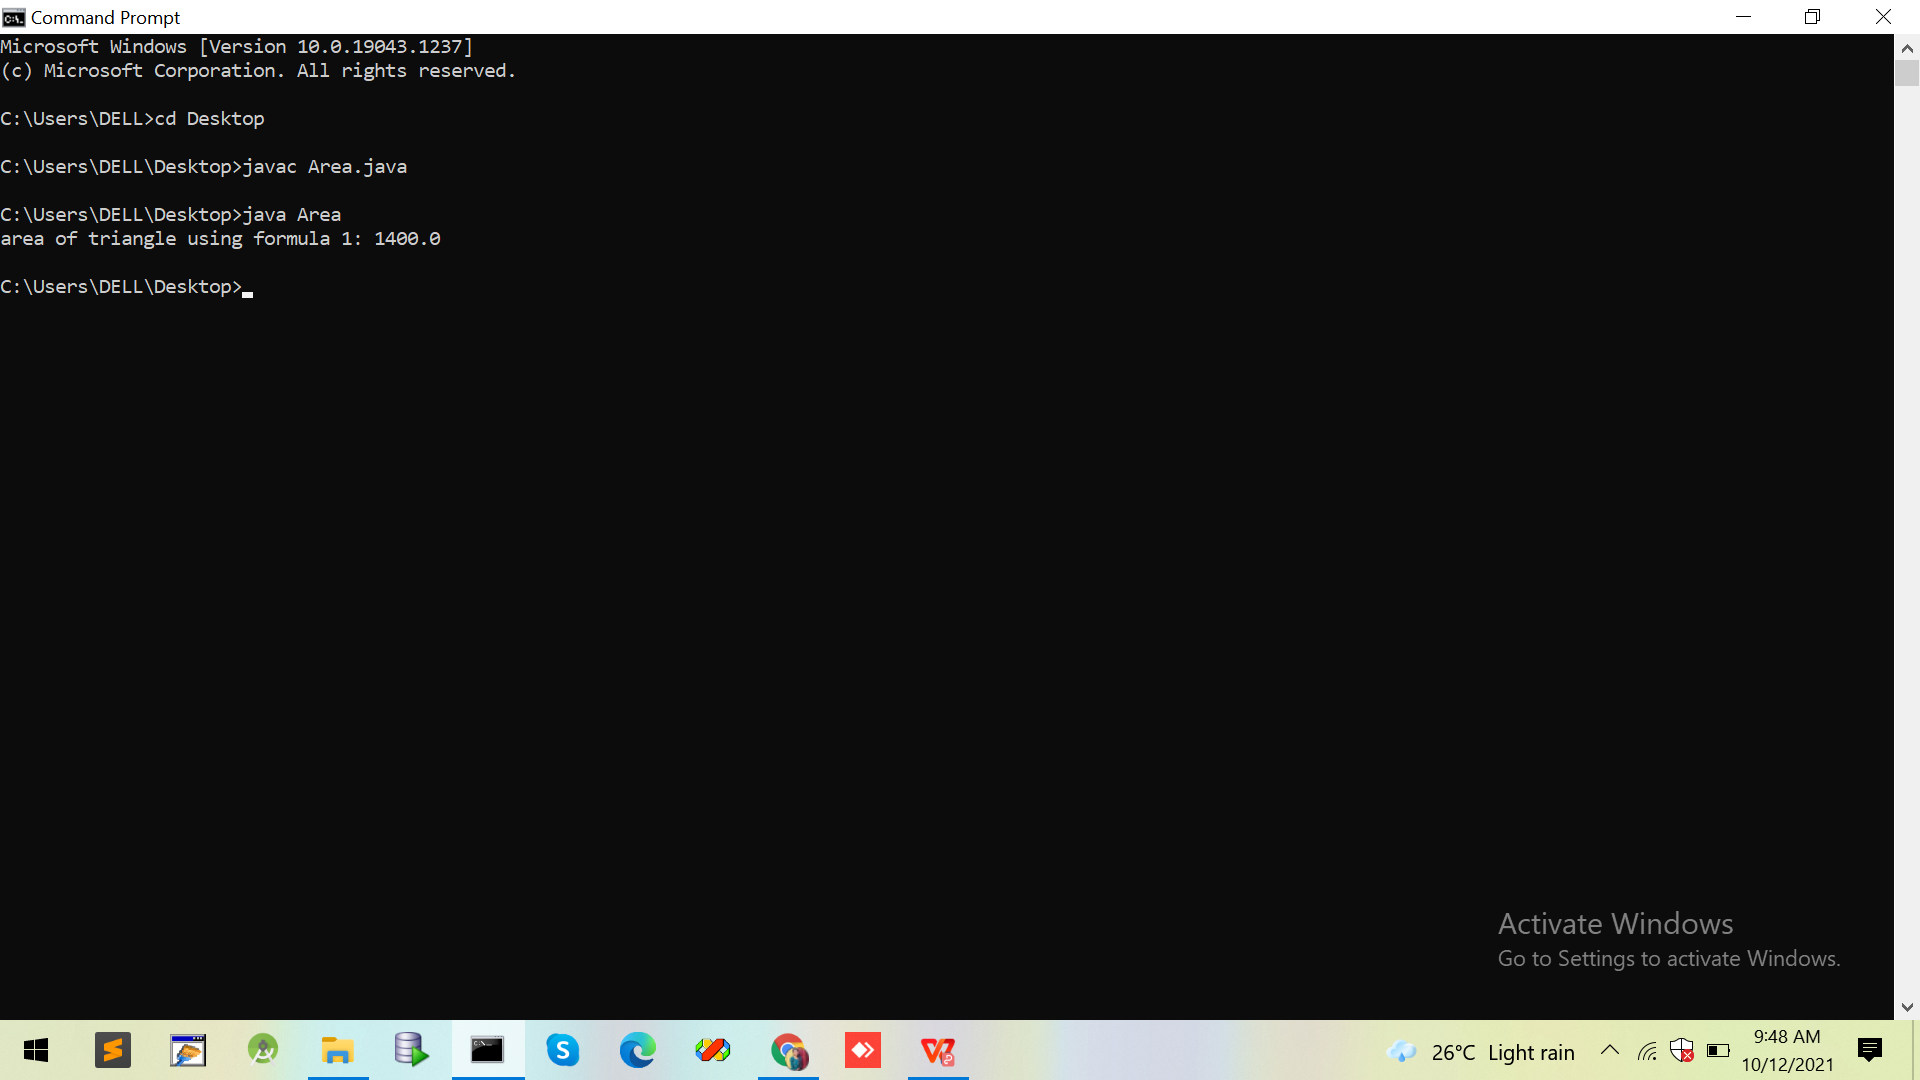 Command Prompt
Microsoft Windows [Version 10.0.19043.1237]
(c) Microsoft Corporation. All rights reserved.
C:\Users\DELL>cd Desktop
C:\Users\DELL\Desktop>javac Area.java
C:\Users\DELL\Desktop>java Area
area of triangle using formula 1: 1400.0
C:\Users\DELL\Desktop>
Activate Windows
Go to Settings to activate Windows.
26°C Light rain
9:48 AM
10/12/2021